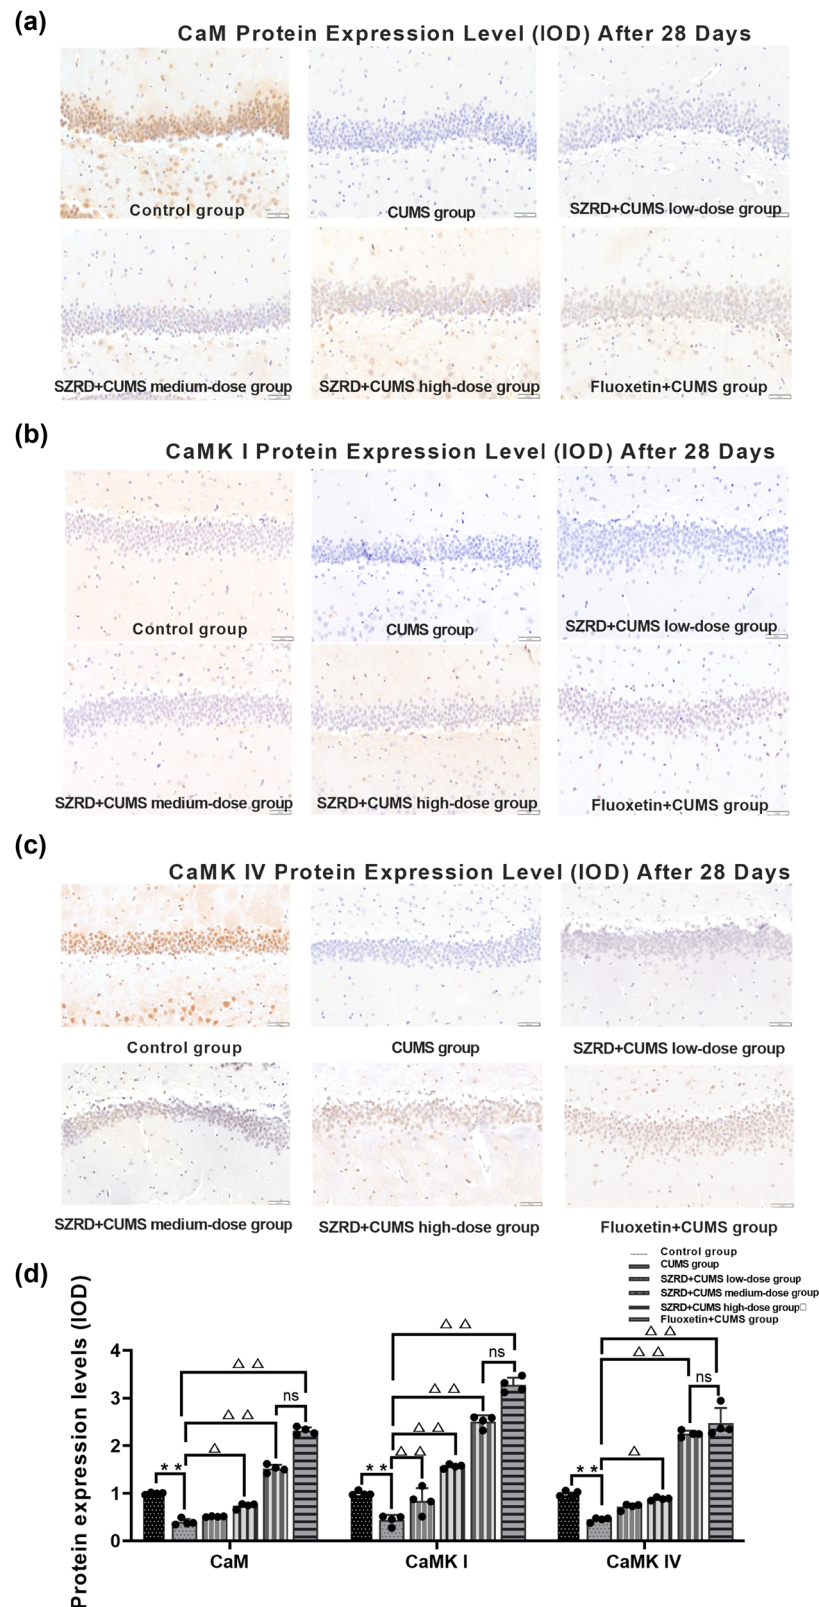 (a)
CaM Protein Expression Level (IOD) After 28 Days
Control group
CUMS group
SZRD+CUMS low-dose group
SZRD+CUMS medium-dose group
SZRD+CUMS high-dose group
Fluoxetin+CUMS group
(b)
CaMK I Protein Expression Level (IOD) After 28 Days
Control group
CUMS group
SZRD+CUMS low-dose group
SZRD+CUMS medium-dose group
SZRD+CUMS high-dose group
Fluoxetin+CUMS group
(c)
CaMK IV Protein Expression Level (IOD) After 28 Days
Control group
CUMS group
SZRD+CUMS low-dose group
SZRD+CUMS medium-dose group
SZRD+CUMS high-dose group
Fluoxetin+CUMS group
(d)
Control group
CUMS group
SZRD+CUMS low-dose group
SZRD+CUMS medium-dose group
SZRD+CUMS high-dose group□
Fluoxetin+CUMS group
Protein expression levels (IOD)
4
3
2
1
0
* *
△
△ △
△ △
ns
* *
△ △
△ △
△ △
△ △
ns
* *
△
△ △
△ △
ns
CaM
CaMK I
CaMK IV